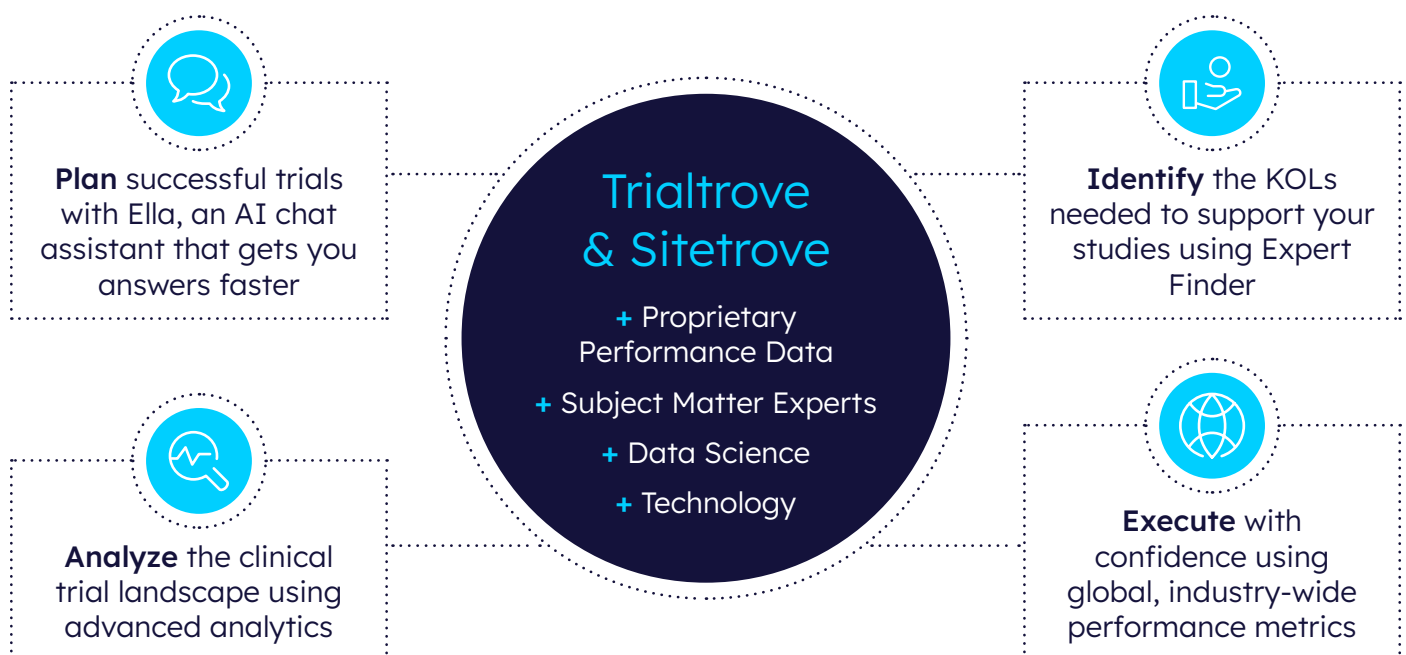 Plan successful trials
with Ella, an AI chat
assistant that gets you
answers faster
Analyze the clinical
trial landscape using
advanced analytics
Trialtrove
& Sitetrove
+ Proprietary
Performance Data
+ Subject Matter Experts
+ Data Science
+ Technology
Identify the KOLs
needed to support your
studies using Expert
Finder
Execute with
confidence using
global, industry-wide
performance metrics